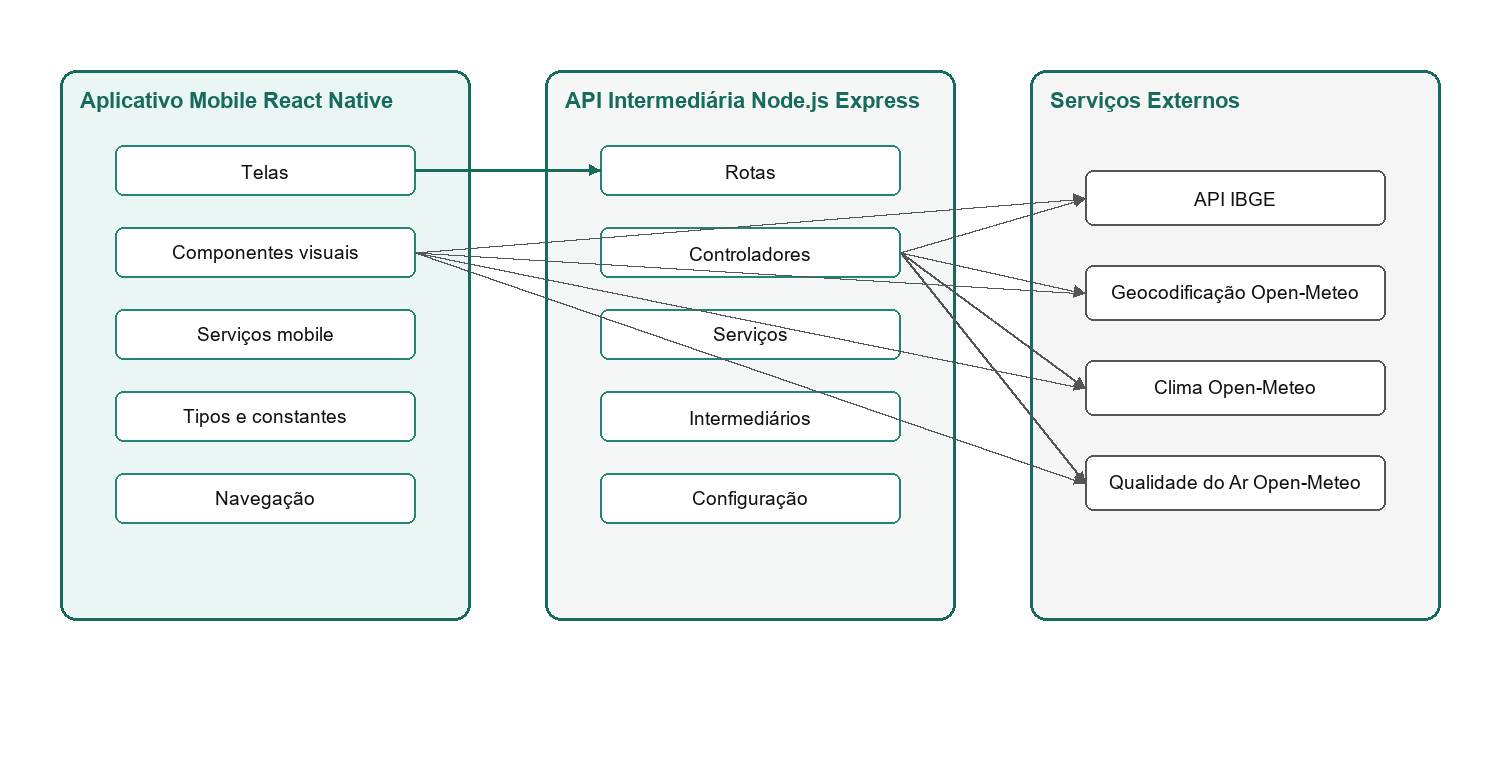 Aplicativo Mobile React Native
Telas
Componentes visuais
Serviços mobile
Tipos e constantes
Navegação
API Intermediária Node.js Express
Rotas
Controladores
Serviços
Intermediários
Configuração
Serviços Externos
API IBGE
Geocodificação Open-Meteo
Clima Open-Meteo
Qualidade do Ar Open-Meteo